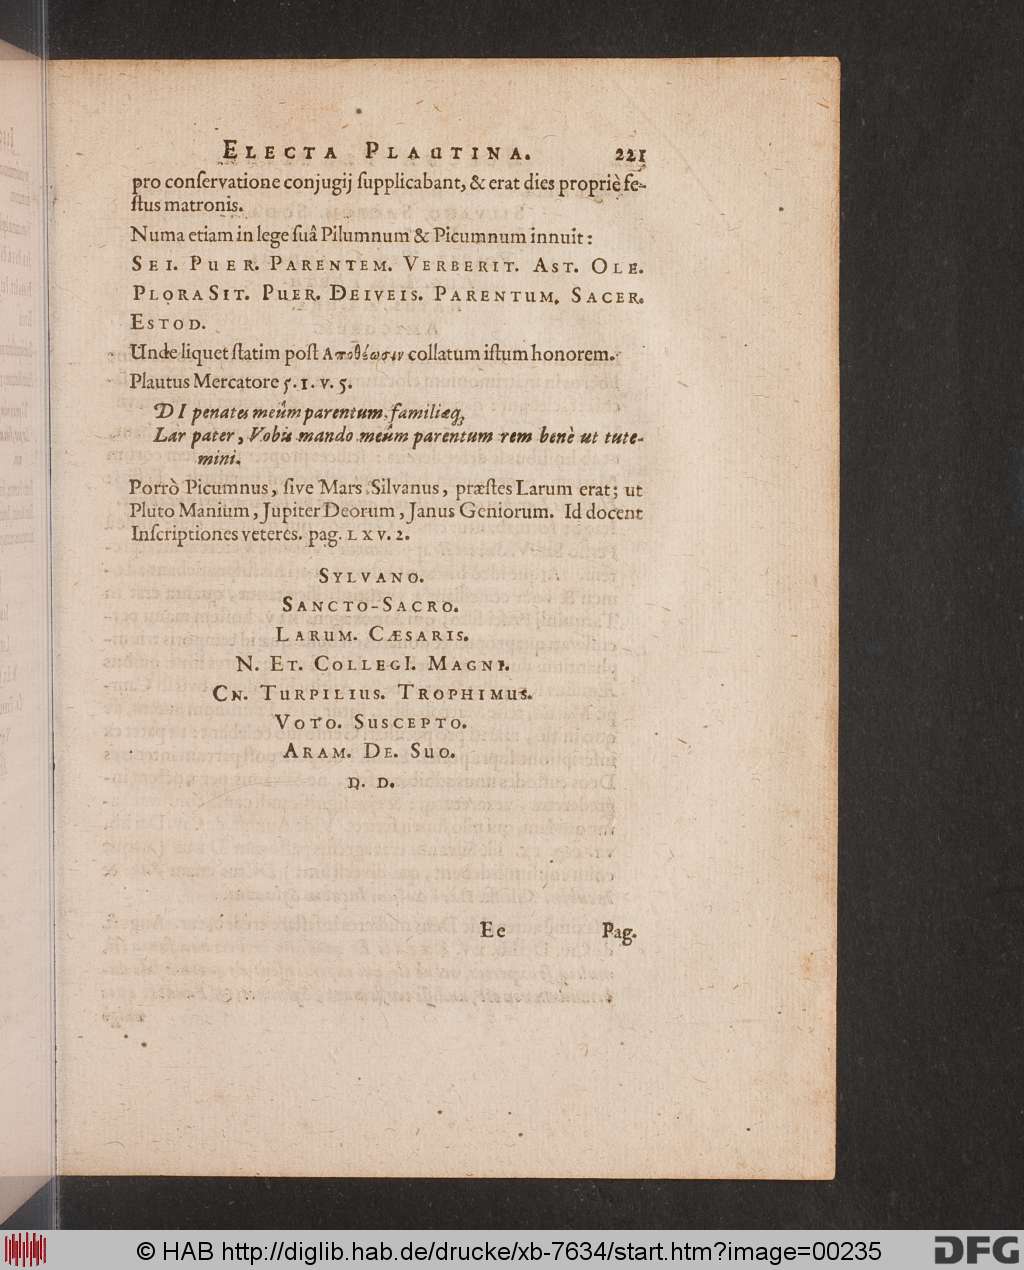 ELECTA PLAUTINA. 221
pro conservatione conjugij supplicabant, & erat dies propriè fe-
stus matronis.
Numa etiam in lege suâ Pilumnum & Picumnum innuit:
SEI. PUER. PARENTEM. VERBERIT. AST. OLE.
PLORASIT. PUER. DEIVEIS. PARENTUM. SACER.
ESTOD.
Unde liquet statim post Αποθέωσιν collatum istum honorem.
Plautus Mercatore 5. 1. v. 5.
DI penates meûm parentum, familiæq;
Lar pater, Vobis mando meûm parentum rem benè ut tute-
mini.
Porrò Picumnus, sive Mars Silvanus, præstes Larum erat; ut
Pluto Manium, Jupiter Deorum, Janus Geniorum. Id docent
Inscriptiones veteres. pag. LXV. 2.
SYLVANO.
SANCTO-SACRO.
LARUM. CÆSARIS.
N. ET. COLLEGI. MAGNI.
CN. TURPILIUS. TROPHIMUS.
VOTO. SUSCEPTO.
ARAM. DE. SUO.
D. D.
Ee Pag.
© HAB http://diglib.hab.de/drucke/xb-7634/start.htm?image=00235 DFG